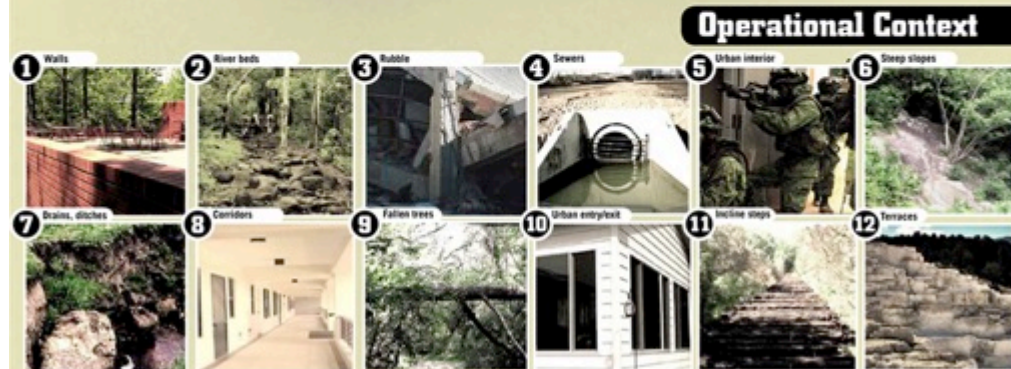 Operational Context
1 Walls
2 River beds
3 Rubble
4 Sewers
5 Urban interior
6 Steep slopes
7 Drains, ditches
8 Corridors
9 Fallen trees
10 Urban entry/exit
11 Incline steps
12 Terraces